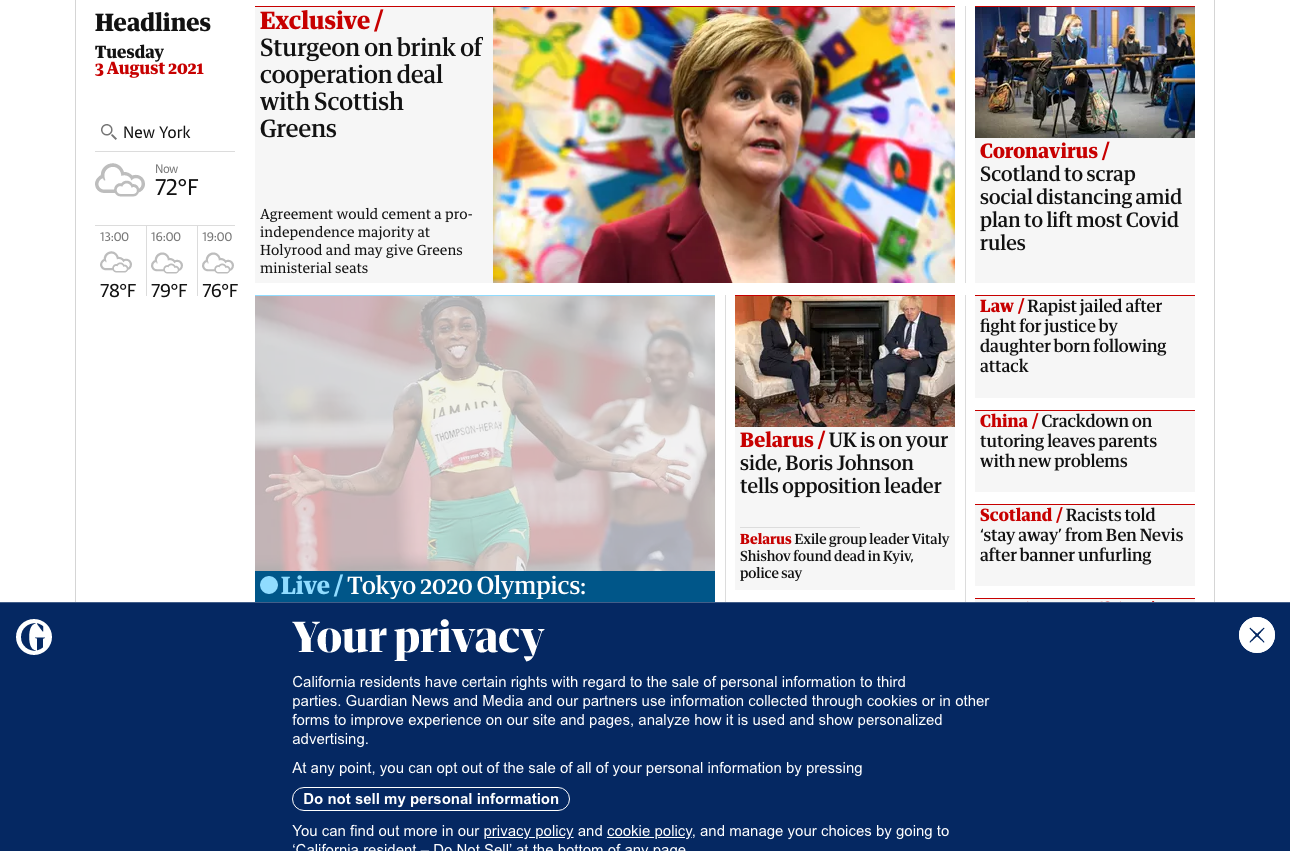 Headlines
Tuesday
3 August 2021
New York
Now
72°F
13:00
16:00
19:00
78°F
79°F
76°F
Exclusive /
Sturgeon on brink of
cooperation deal
with Scottish
Greens
Agreement would cement a pro-
independence majority at
Holyrood and may give Greens
ministerial seats
Coronavirus /
Scotland to scrap
social distancing amid
plan to lift most Covid
rules
JAMAICA
THOMPSON-HERAH
Live / Tokyo 2020 Olympics:
Belarus / UK is on your
side, Boris Johnson
tells opposition leader
Belarus Exile group leader Vitaly
Shishov found dead in Kyiv,
police say
Law / Rapist jailed after
fight for justice by
daughter born following
attack
China / Crackdown on
tutoring leaves parents
with new problems
Scotland / Racists told
‘stay away’ from Ben Nevis
after banner unfurling
Your privacy
California residents have certain rights with regard to the sale of personal information to third
parties. Guardian News and Media and our partners use information collected through cookies or in other
forms to improve experience on our site and pages, analyze how it is used and show personalized
advertising.
At any point, you can opt out of the sale of all of your personal information by pressing
Do not sell my personal information
You can find out more in our privacy policy and cookie policy, and manage your choices by going to
‘California resident – Do Not Sell’ at the bottom of any page.